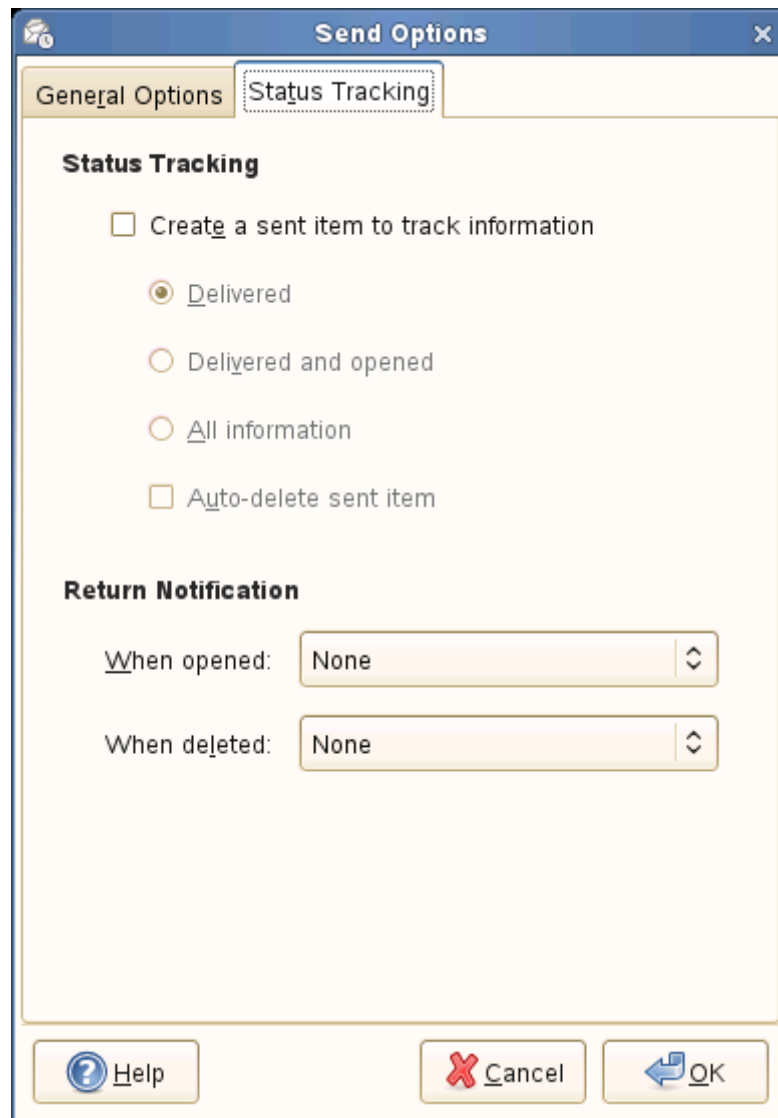 Send Options
General Options
Status Tracking
Status Tracking
Create a sent item to track information
Delivered
Delivered and opened
All information
Auto-delete sent item
Return Notification
When opened: None
When deleted: None
Help Cancel OK